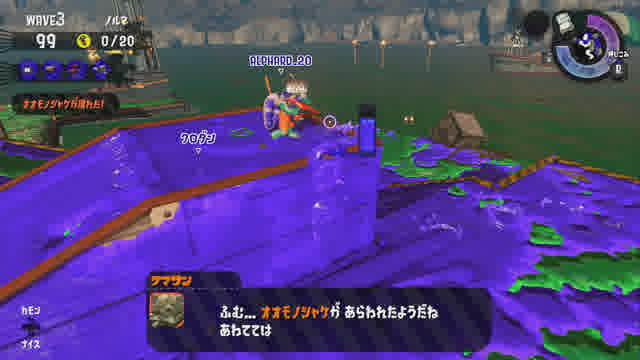 WAVE3 ノルマ
99 0/20
オオモノシャケが現れた!
ALPHARD.20
クロダン
カモン
ナイス
クマサン
ふむ… オオモノシャケが あらわれたようだね
あわてては